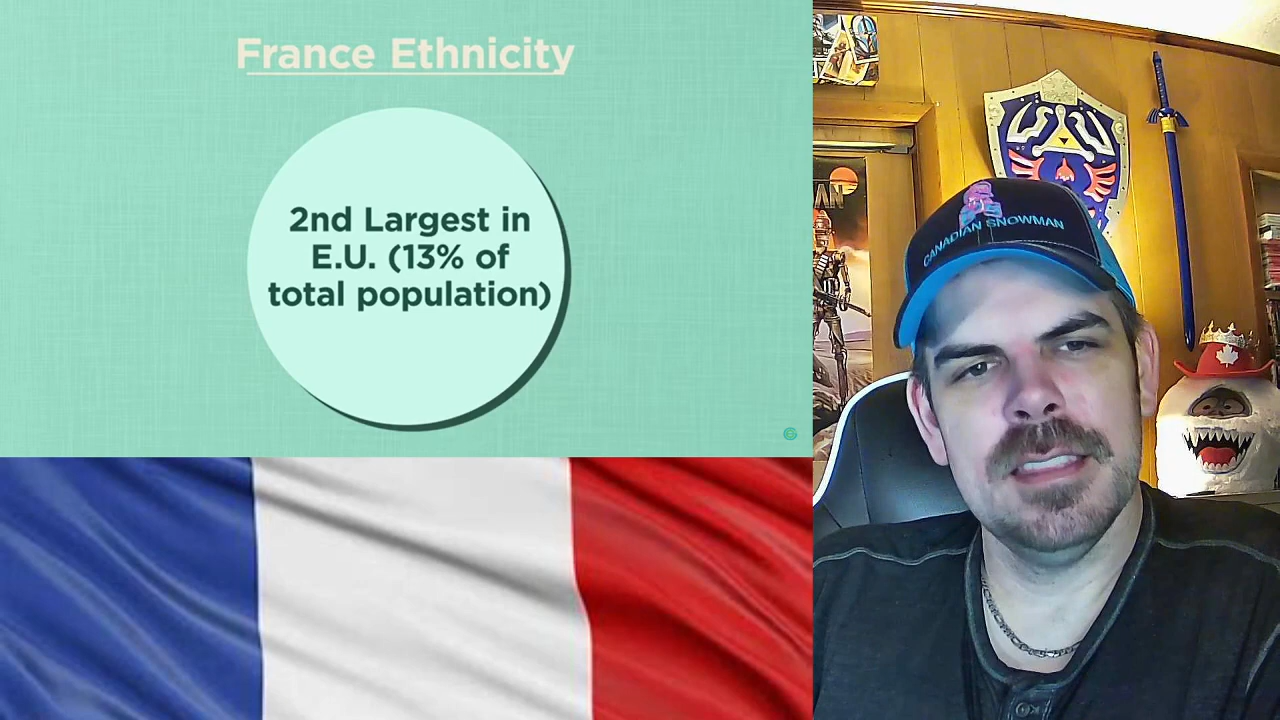 France Ethnicity
2nd Largest in
E.U. (13% of
total population)
CANADIAN SNOWMAN